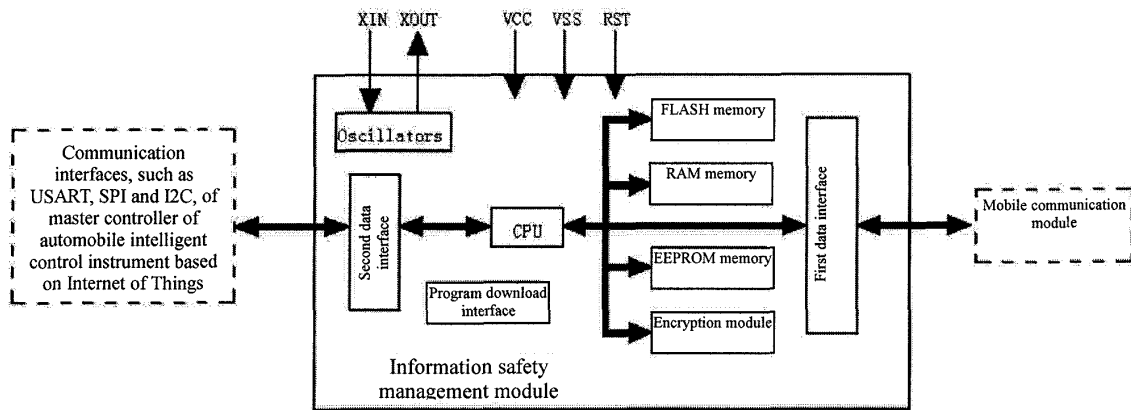 XIN XOUT VCC VSS RST
Oscillators
FLASH memory
RAM memory
EEPROM memory
Encryption module
Communication
interfaces, such as
USART, SPI and I2C, of
master controller of
automobile intelligent
control instrument based
on Internet of Things
Second data
interface
CPU
Program download
interface
First data interface
Mobile communication
module
Information safety
management module